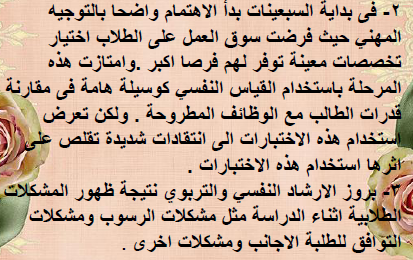 ٢- فى بداية السبعينات بدأ الاهتمام واضحا بالتوجيه
المهني حيث فرضت سوق العمل على الطلاب اختيار
تخصصات معينة توفر لهم فرصا اكبر .وامتازت هذه
المرحلة باستخدام القياس النفسي كوسيلة هامة فى مقارنة
قدرات الطالب مع الوظائف المطروحة . ولكن تعرض
استخدام هذه الاختبارات الى انتقادات شديدة تقلص على
اثرها استخدام هذه الاختبارات .
٣- بروز الارشاد النفسي والتربوي نتيجة ظهور المشكلات
الطلابية اثناء الدراسة مثل مشكلات الرسوب ومشكلات
التوافق للطلبة الاجانب ومشكلات اخرى .